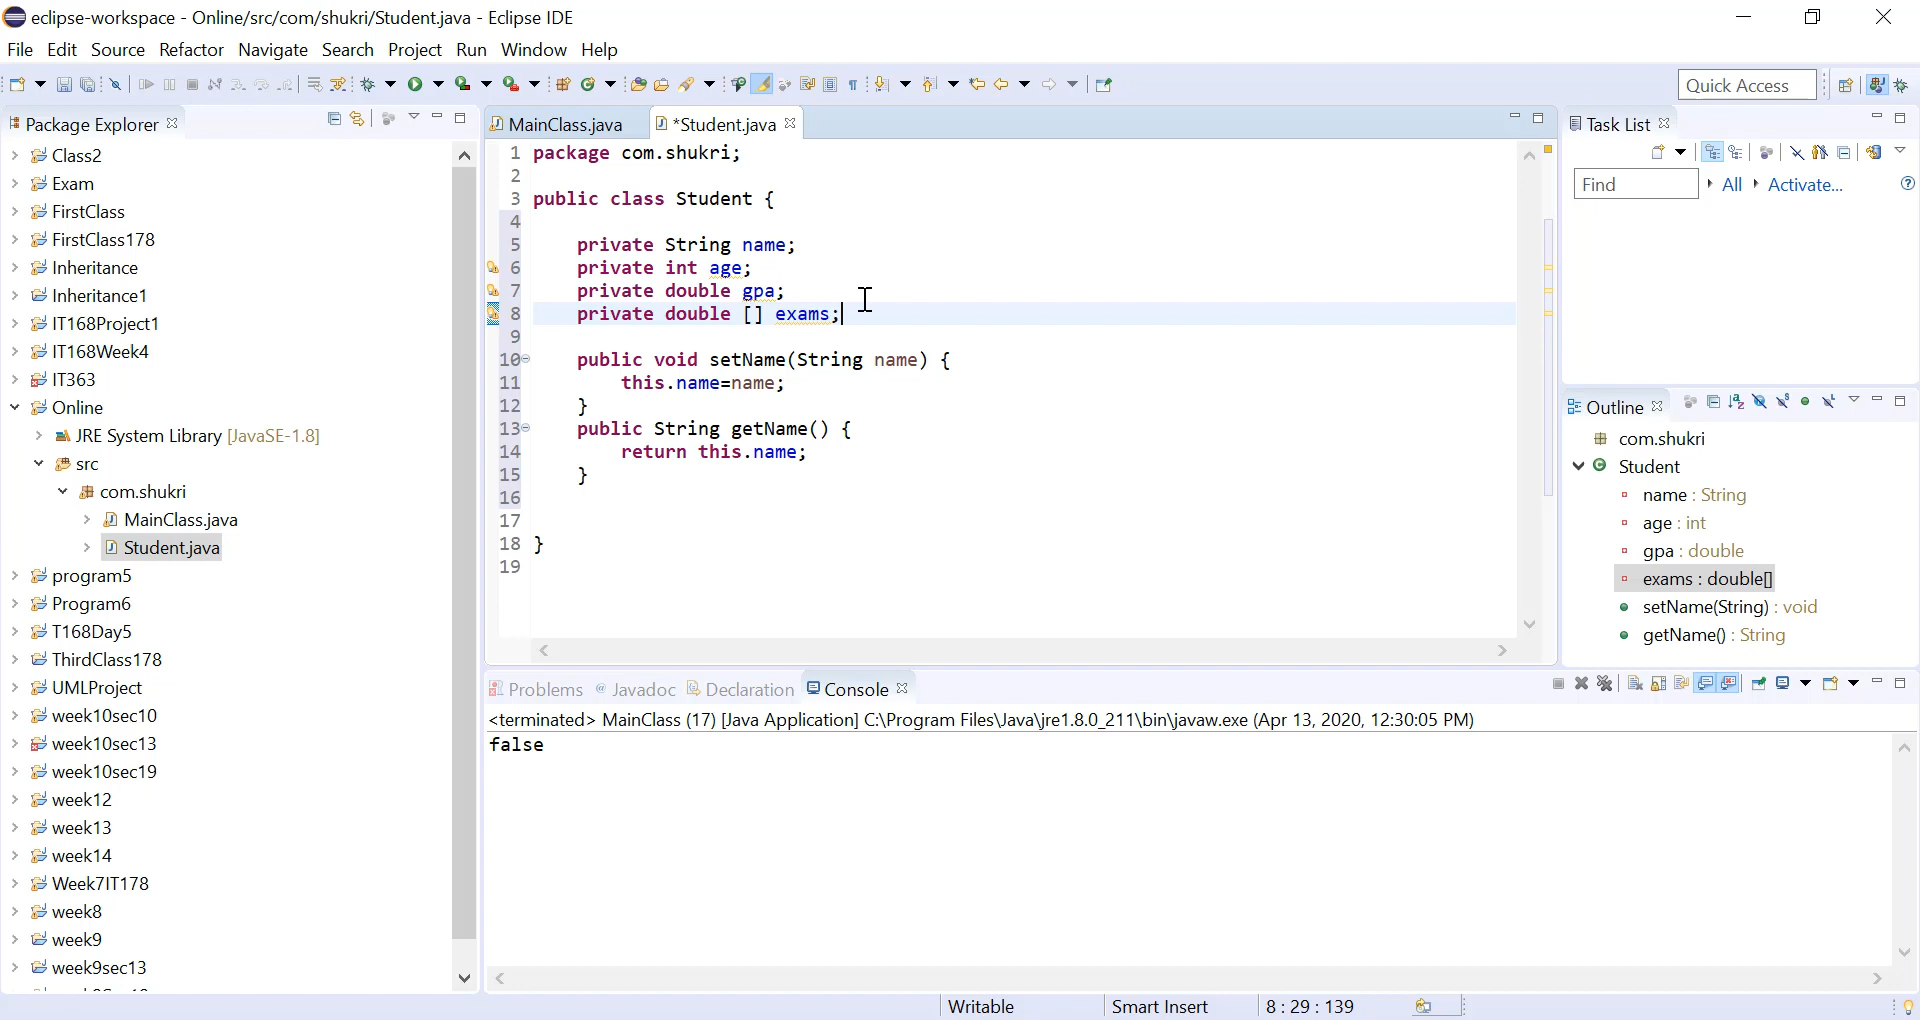 eclipse-workspace - Online/src/com/shukri/Student.java - Eclipse IDE
File Edit Source Refactor Navigate Search Project Run Window Help
Quick Access
Package Explorer
Class2
Exam
FirstClass
FirstClass178
Inheritance
Inheritance1
IT168Project1
IT168Week4
IT363
Online
JRE System Library [JavaSE-1.8]
src
com.shukri
MainClass.java
Student.java
program5
Program6
T168Day5
ThirdClass178
UMLProject
week10sec10
week10sec13
week10sec19
week12
week13
week14
Week7IT178
week8
week9
week9sec13
MainClass.java *Student.java
1 package com.shukri;
2
3 public class Student {
4
5 private String name;
6 private int age;
7 private double gpa;
8 private double [] exams;
9
10 public void setName(String name) {
11 this.name=name;
12 }
13 public String getName() {
14 return this.name;
15 }
16
17
18 }
19
Task List
Find All Activate...
Outline
com.shukri
Student
name : String
age : int
gpa : double
exams : double[]
setName(String) : void
getName() : String
Problems @ Javadoc Declaration Console
<terminated> MainClass (17) [Java Application] C:\Program Files\Java\jre1.8.0_211\bin\javaw.exe (Apr 13, 2020, 12:30:05 PM)
false
Writable Smart Insert 8 : 29 : 139